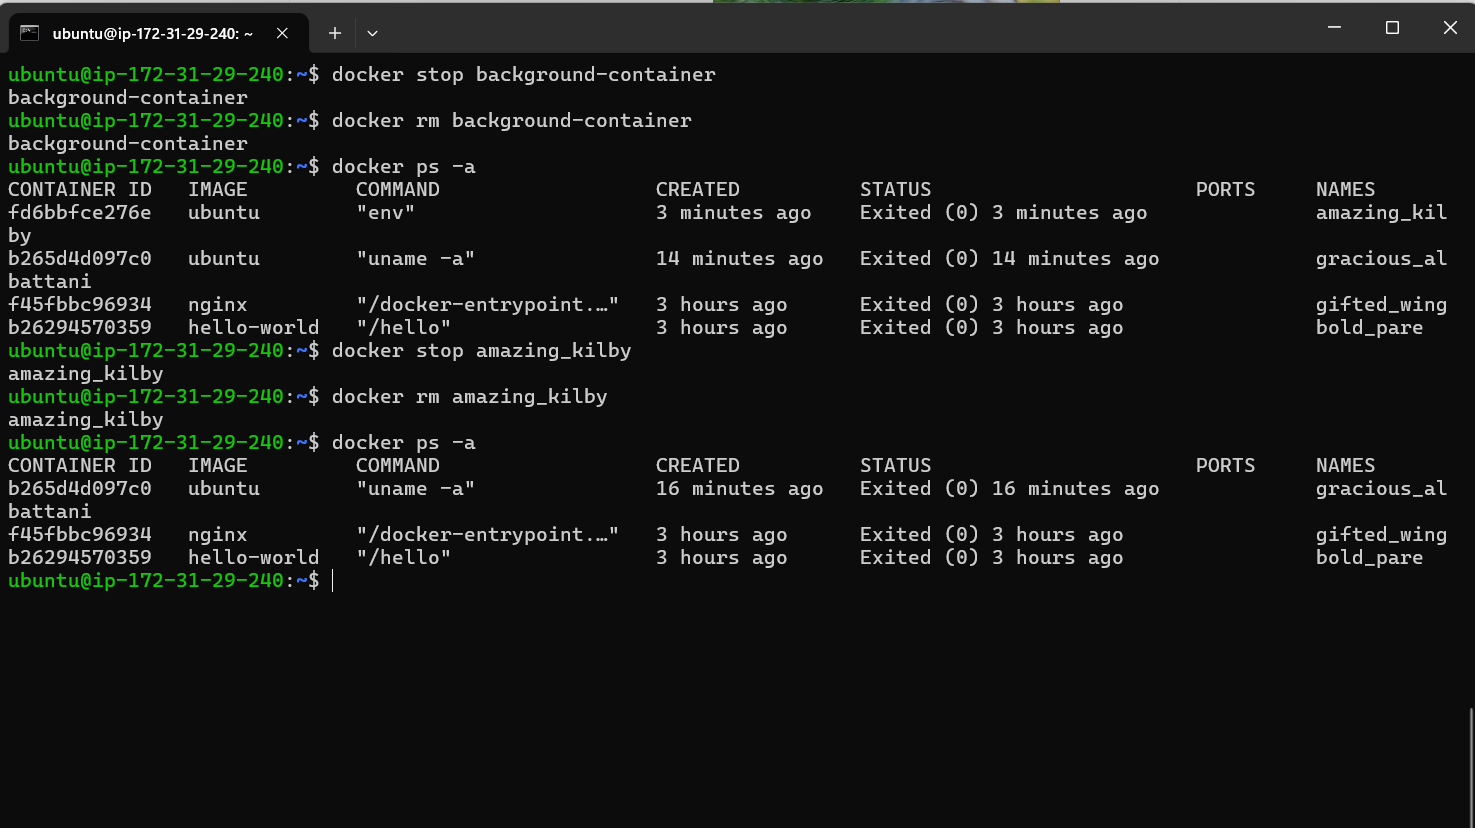 ubuntu@ip-172-31-29-240: ~
ubuntu@ip-172-31-29-240:~$ docker stop background-container
background-container
ubuntu@ip-172-31-29-240:~$ docker rm background-container
background-container
ubuntu@ip-172-31-29-240:~$ docker ps -a
CONTAINER ID   IMAGE         COMMAND                  CREATED          STATUS                      PORTS     NAMES
fd6bbfce276e   ubuntu        "env"                    3 minutes ago    Exited (0) 3 minutes ago              amazing_kil
by
b265d4d097c0   ubuntu        "uname -a"               14 minutes ago   Exited (0) 14 minutes ago             gracious_al
battani
f45fbbc96934   nginx         "/docker-entrypoint.…"   3 hours ago      Exited (0) 3 hours ago                gifted_wing
b26294570359   hello-world   "/hello"                 3 hours ago      Exited (0) 3 hours ago                bold_pare
ubuntu@ip-172-31-29-240:~$ docker stop amazing_kilby
amazing_kilby
ubuntu@ip-172-31-29-240:~$ docker rm amazing_kilby
amazing_kilby
ubuntu@ip-172-31-29-240:~$ docker ps -a
CONTAINER ID   IMAGE         COMMAND                  CREATED          STATUS                      PORTS     NAMES
b265d4d097c0   ubuntu        "uname -a"               16 minutes ago   Exited (0) 16 minutes ago             gracious_al
battani
f45fbbc96934   nginx         "/docker-entrypoint.…"   3 hours ago      Exited (0) 3 hours ago                gifted_wing
b26294570359   hello-world   "/hello"                 3 hours ago      Exited (0) 3 hours ago                bold_pare
ubuntu@ip-172-31-29-240:~$